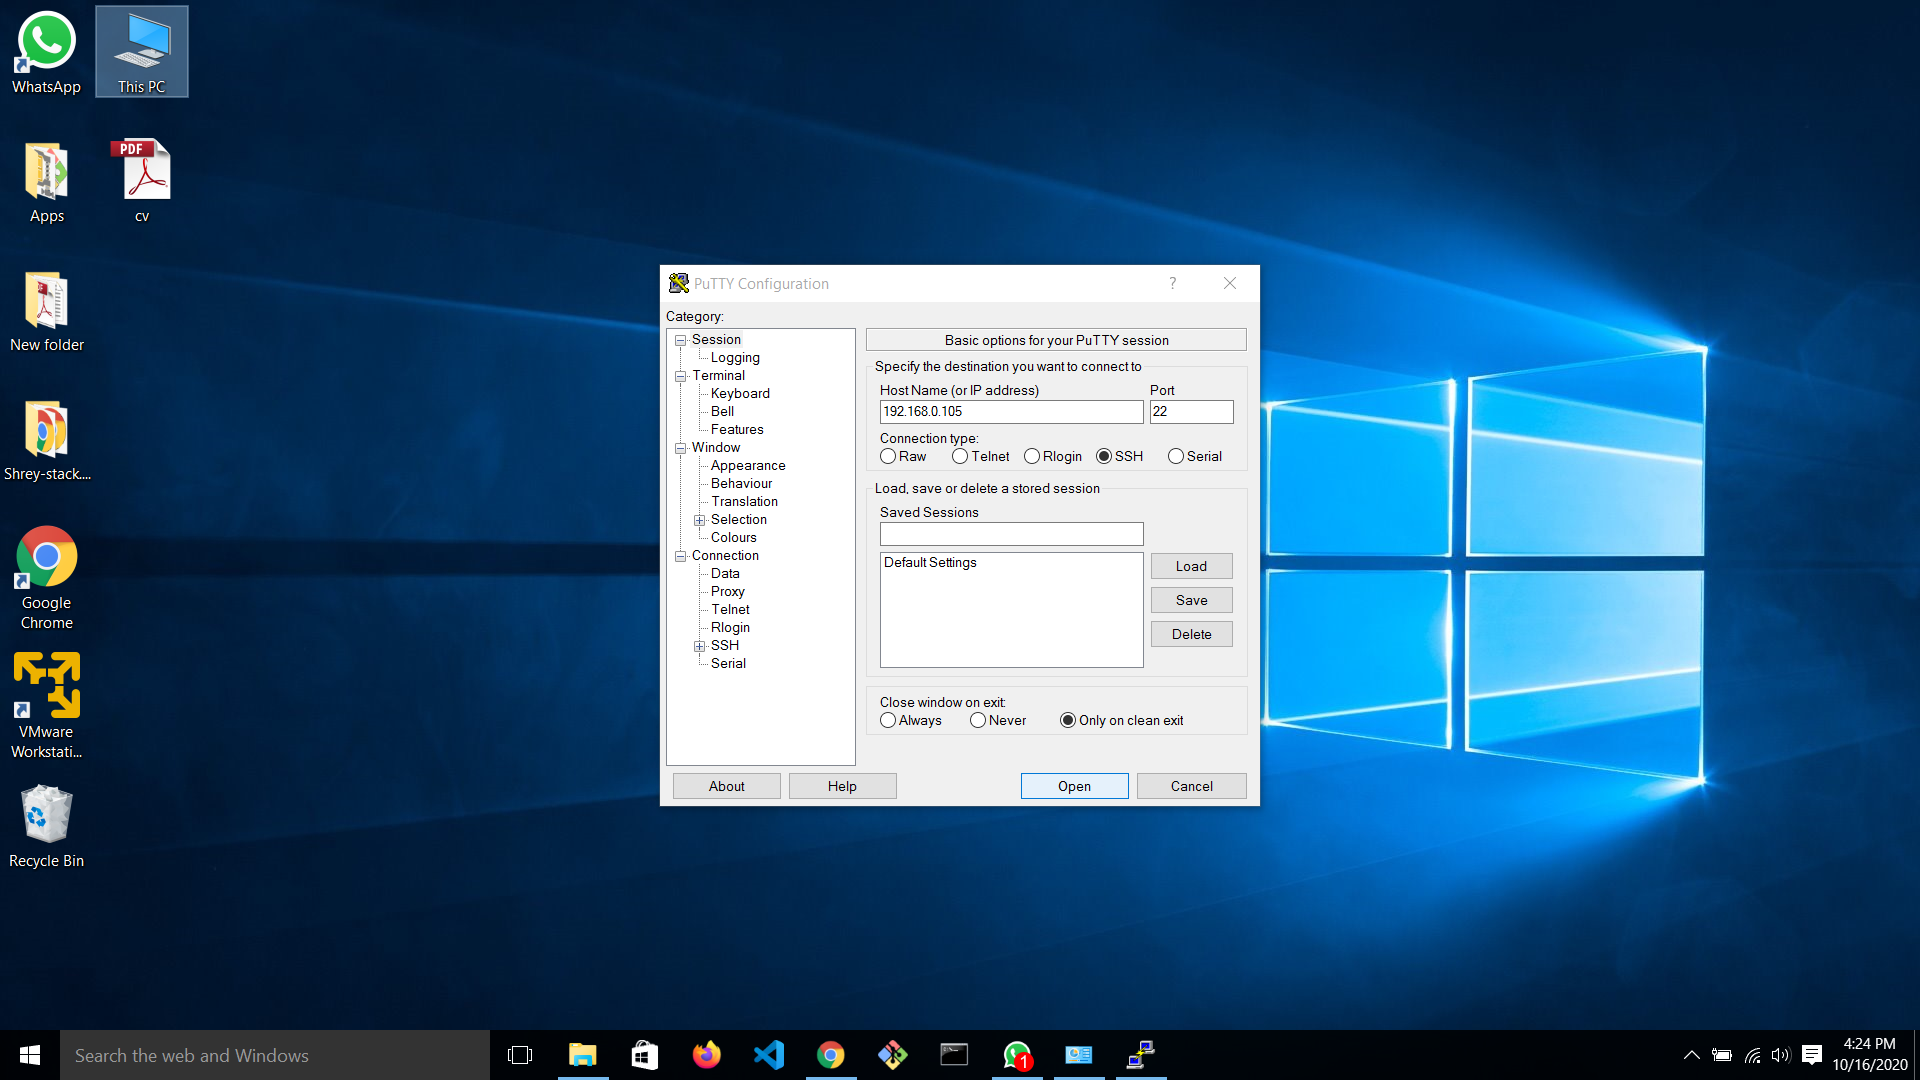 WhatsApp
This PC
Apps
PDF
cv
New folder
Shrey-stack....
Google
Chrome
VMware
Workstati...
Recycle Bin
PuTTY Configuration
?
Category:
Session
Logging
Terminal
Keyboard
Bell
Features
Window
Appearance
Behaviour
Translation
Selection
Colours
Connection
Data
Proxy
Telnet
Rlogin
SSH
Serial
Basic options for your PuTTY session
Specify the destination you want to connect to
Host Name (or IP address) Port
192.168.0.105 22
Connection type:
Raw Telnet Rlogin SSH Serial
Load, save or delete a stored session
Saved Sessions
Default Settings
Load
Save
Delete
Close window on exit:
Always Never Only on clean exit
About Help Open Cancel
Search the web and Windows
1
4:24 PM
10/16/2020